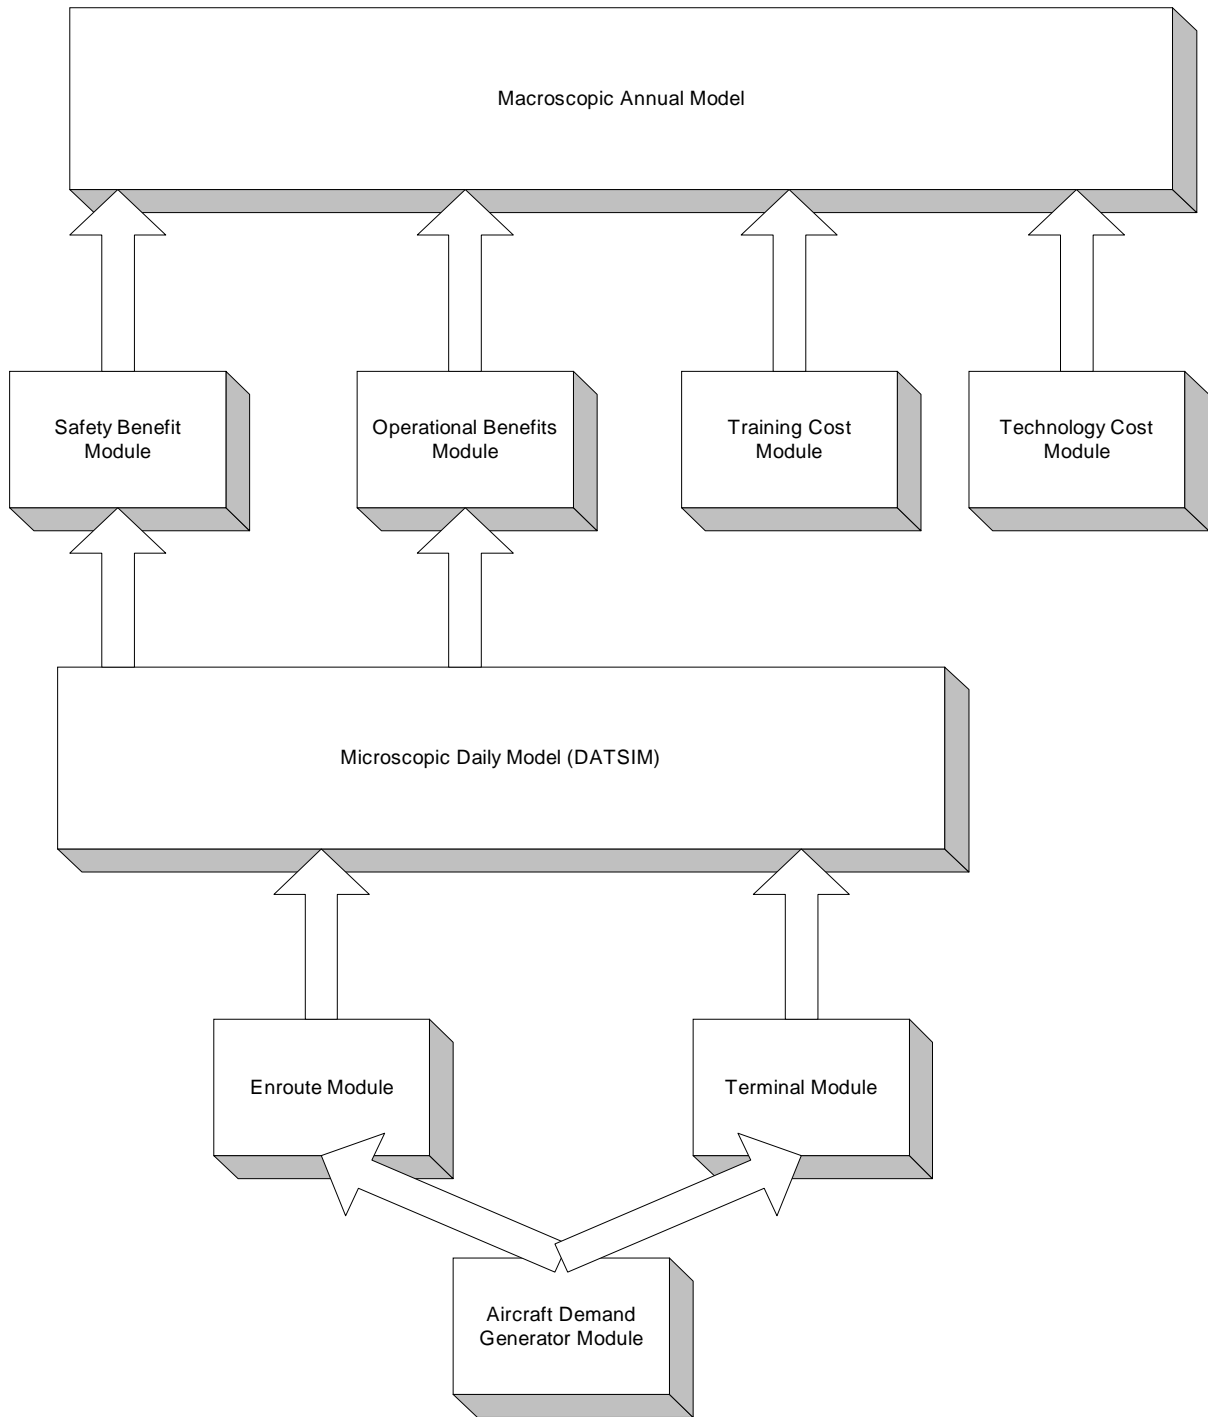 Macroscopic Annual Model
Safety Benefit
Module
Operational Benefits
Module
Training Cost
Module
Technology Cost
Module
Microscopic Daily Model (DATSIM)
Enroute Module
Terminal Module
Aircraft Demand
Generator Module